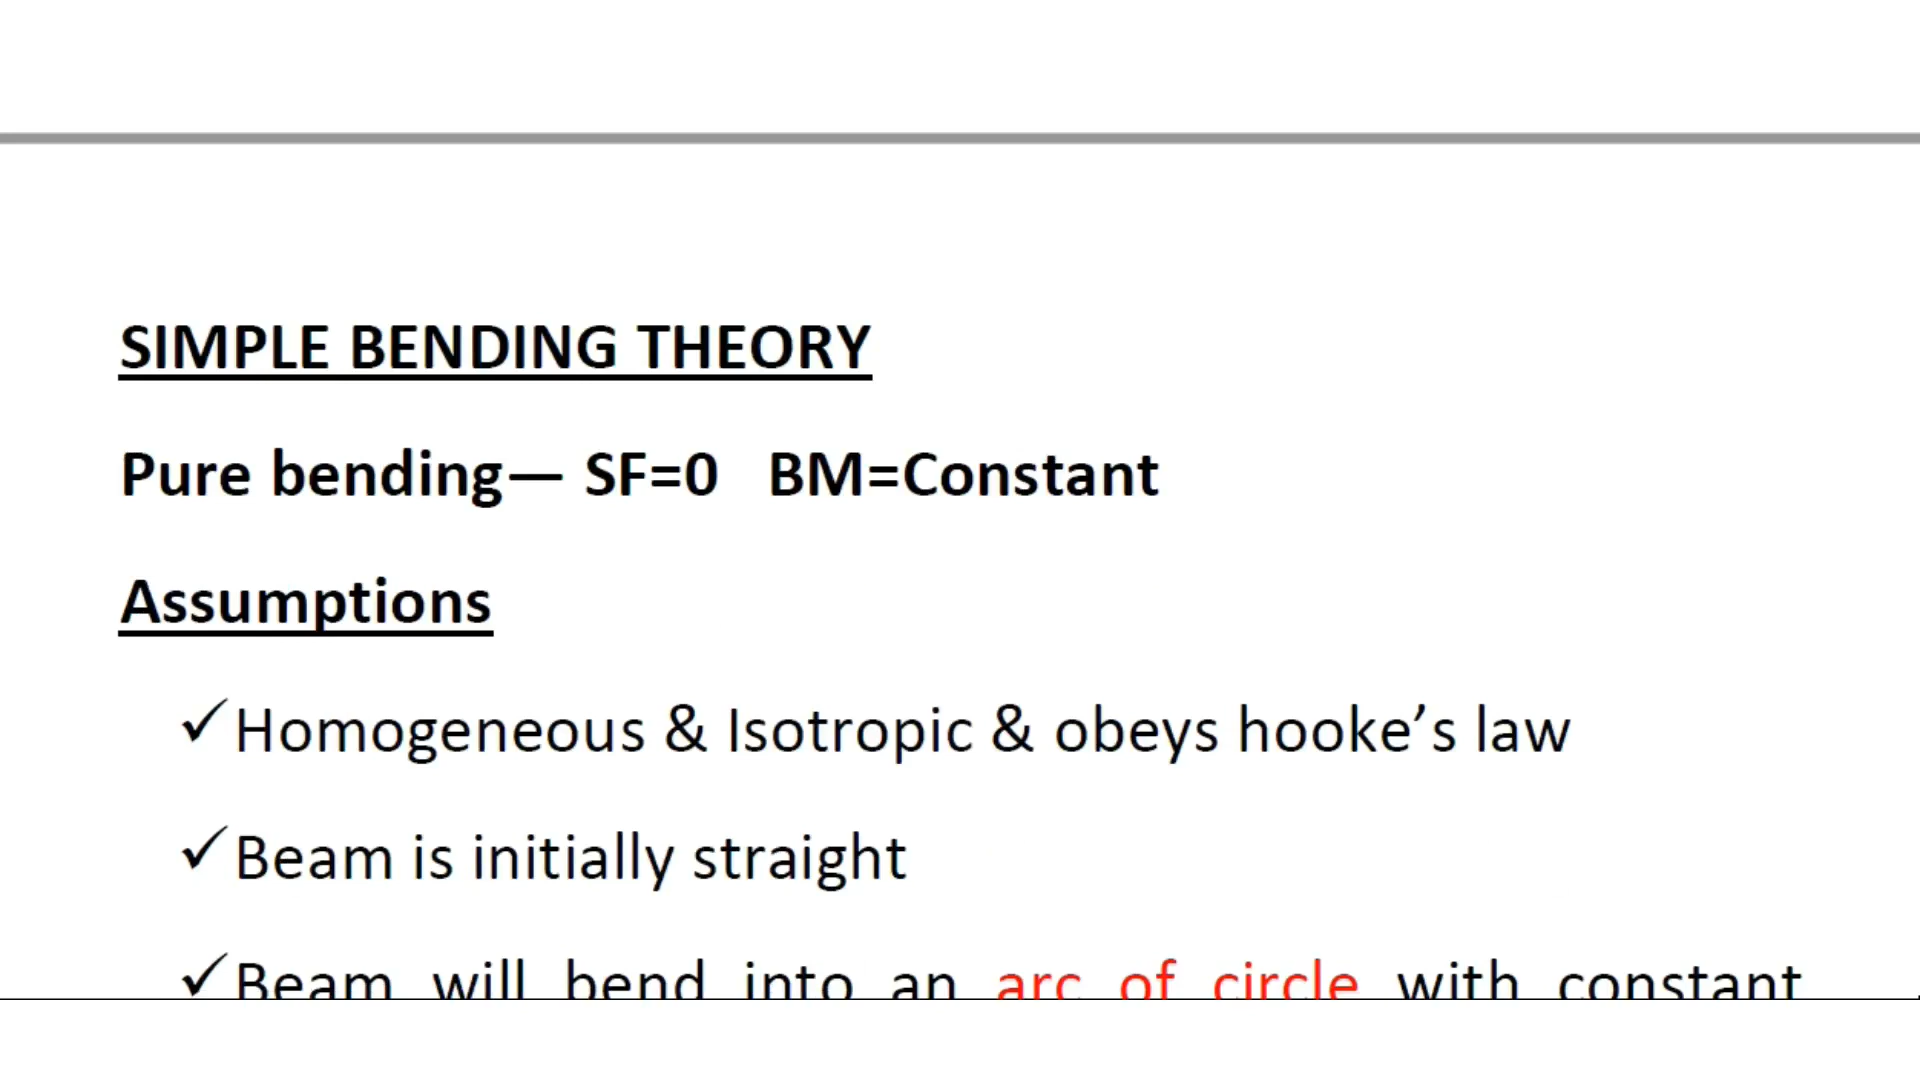 SIMPLE BENDING THEORY
Pure bending— SF=0 BM=Constant
Assumptions
✓Homogeneous & Isotropic & obeys hooke’s law
✓Beam is initially straight
✓Beam will bend into an arc of circle with constant